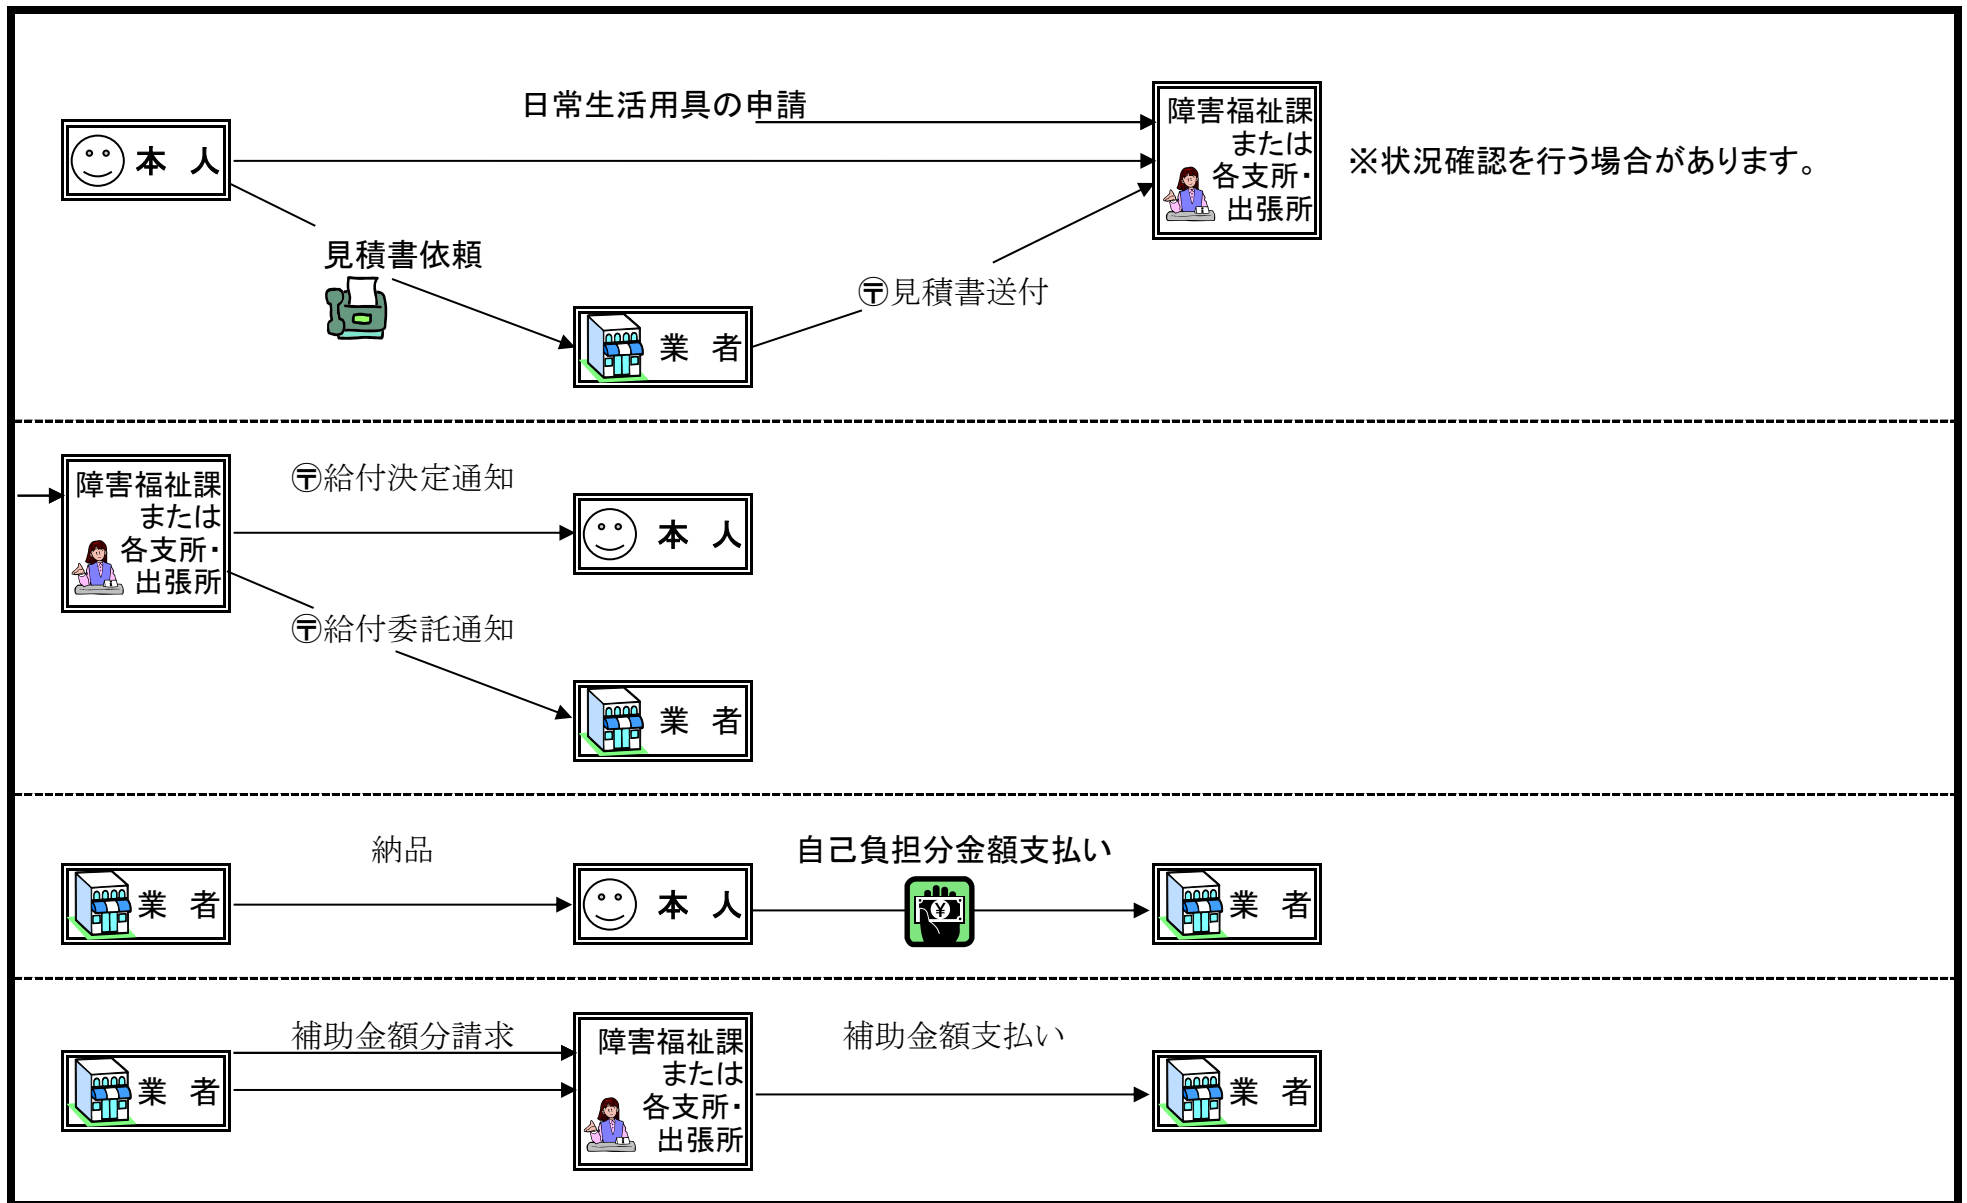 日常生活用具の申請
本 人
障害福祉課
または
各支所・
出張所
※状況確認を行う場合があります。
見積書依頼
〶見積書送付
業 者
障害福祉課
または
各支所・
出張所
〶給付決定通知
本 人
〶給付委託通知
業 者
業 者
納品
本 人
自己負担分金額支払い
¥
業 者
業 者
補助金額分請求
障害福祉課
または
各支所・
出張所
補助金額支払い
業 者